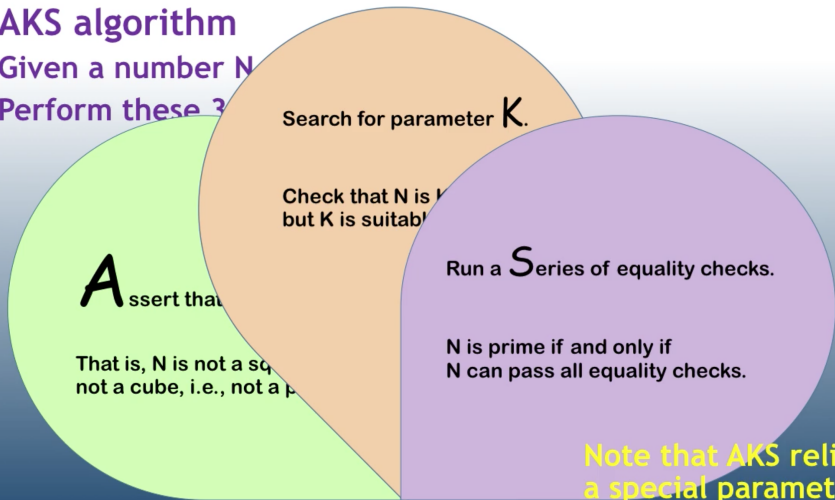 AKS algorithm
Given a number N
Perform these 3
Search for parameter K.
Check that N is
but K is suitabl
Assert that
That is, N is not a sq
not a cube, i.e., not a p
Run a Series of equality checks.
N is prime if and only if
N can pass all equality checks.
Note that AKS reli
a special paramet